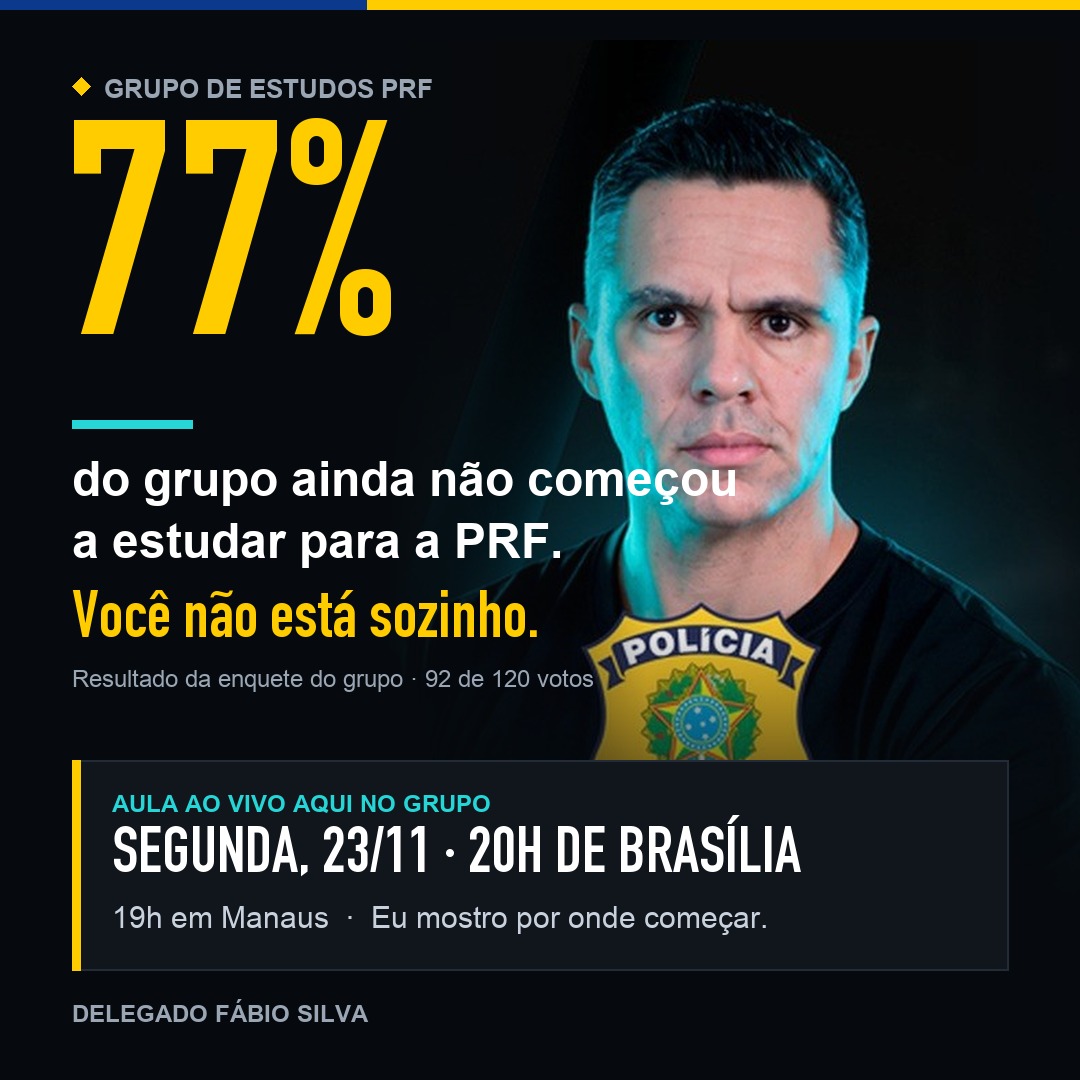 GRUPO DE ESTUDOS PRF
77%
do grupo ainda não começou
a estudar para a PRF.
Você não está sozinho.
Resultado da enquete do grupo · 92 de 120 votos
POLÍCIA
AULA AO VIVO AQUI NO GRUPO
SEGUNDA, 23/11 · 20H DE BRASÍLIA
19h em Manaus · Eu mostro por onde começar.
DELEGADO FÁBIO SILVA